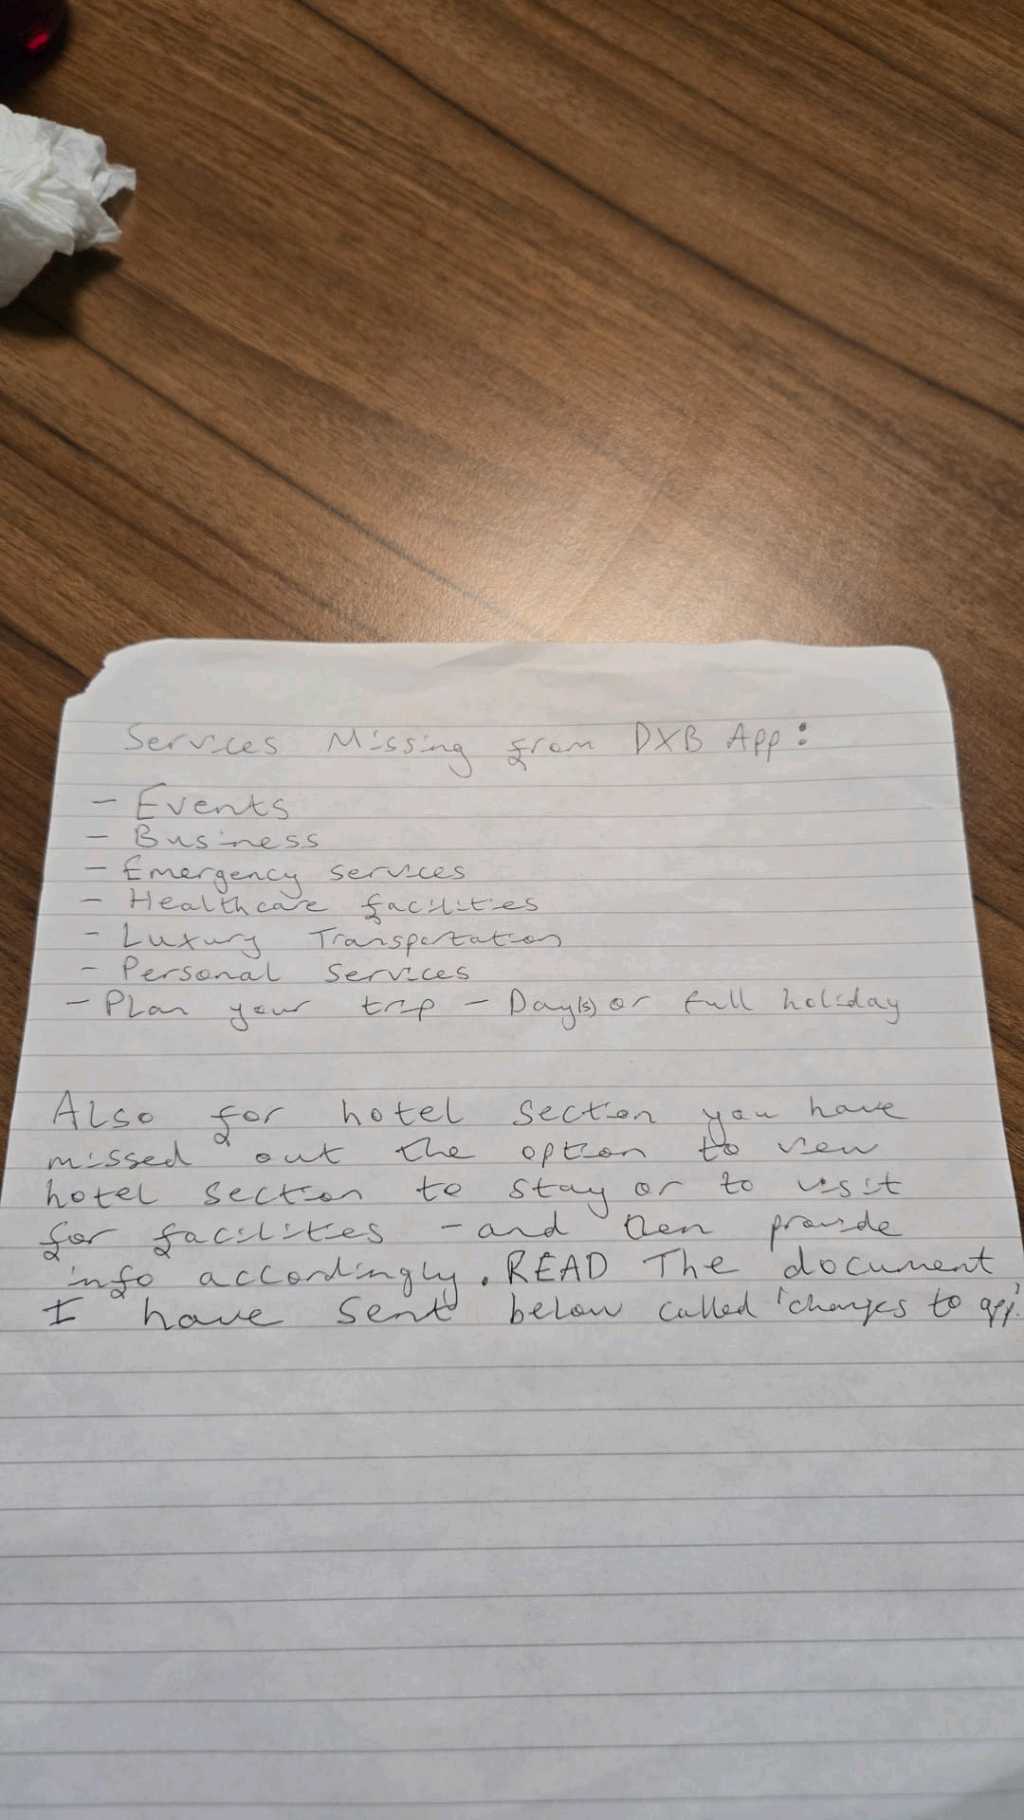 Services Missing from DXB App:
- Events
- Business
- Emergency services
- Healthcare facilities
- Luxury Transportation
- Personal Services
- Plan your trip - Day(s) or full holiday
Also for hotel section you have
missed out the option to view
hotel section to stay or to visit
for facilities - and then provide
info accordingly. READ The document
I have sent below called 'changes to app'.